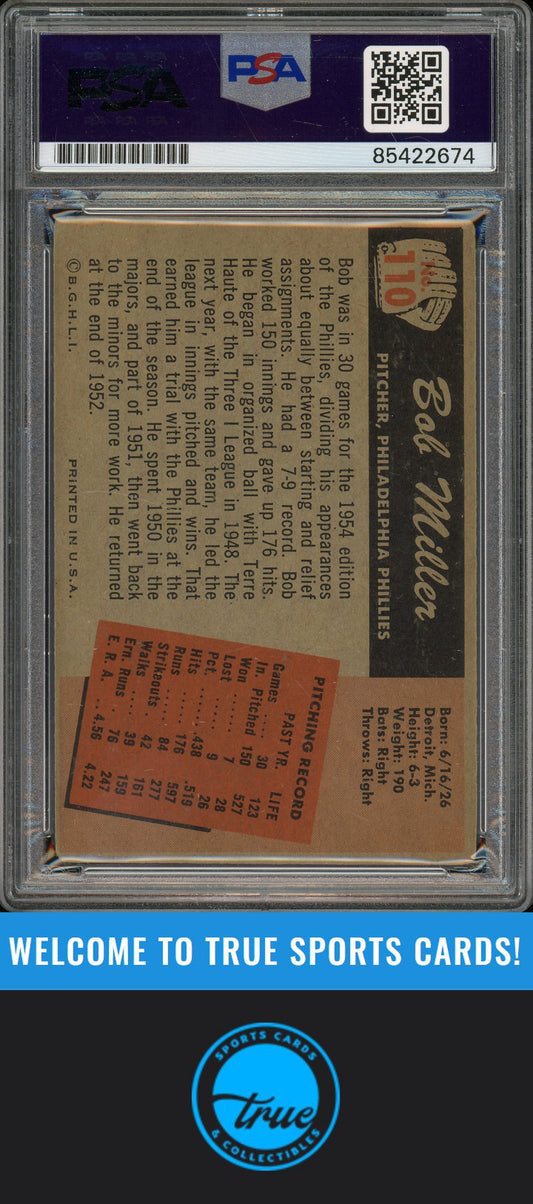 PSA
PSA
85422674
No. 110
Bob Miller
PITCHER, PHILADELPHIA PHILLIES
Born: 6/16/26
Detroit, Mich.
Height: 6-3
Weight: 190
Bats: Right
Throws: Right
Bob was in 30 games for the 1954 edition
of the Phillies, dividing his appearances
about equally between starting and relief
assignments. He had a 7-9 record. Bob
worked 150 innings and gave up 176 hits.
He began in organized ball with Terre
Haute of the Three I League in 1948. The
next year, with the same team, he led the
league in innings pitched and wins. That
earned him a trial with the Phillies at the
end of the season. He spent 1950 in the
majors, and part of 1951, then went back
to the minors for more work. He returned
at the end of 1952.
PITCHING RECORD
PAST YR. LIFE
Games ..... 30 123
In. Pitched 150 527
Won ...... 7 28
Lost ...... 9 26
Pct. ..... .438 .519
Hits ..... 176 597
Runs .... 84 277
Strikeouts . 42 161
Walks .... 39 159
Ern. Runs . 76 247
E. R. A. .. 4.56 4.22
©B.G.H.L.I.
PRINTED IN U.S.A.
WELCOME TO TRUE SPORTS CARDS!
SPORTS CARDS
true
& COLLECTIBLES